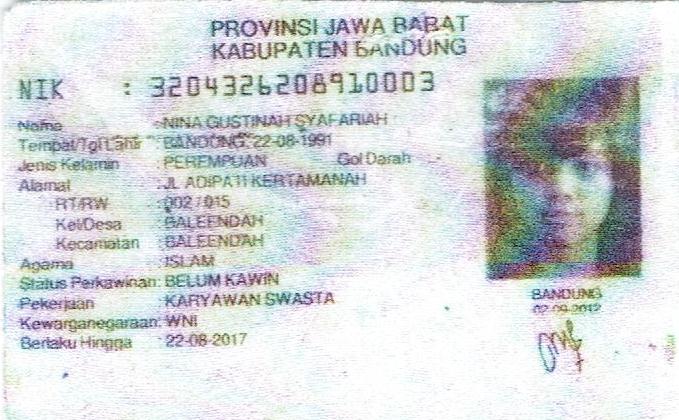 PROVINSI JAWA BARAT
KABUPATEN BANDUNG
NIK : 3204326208910003
Nama : NINA GUSTINAH SYAFARIAH
Tempat/Tgl Lahir : BANDUNG, 22-08-1991
Jenis Kelamin : PEREMPUAN Gol Darah
Alamat : JL ADIPATI KERTAMANAH
RT/RW : 002 / 015
Kel/Desa : BALEENDAH
Kecamatan : BALEENDAH
Agama : ISLAM
Status Perkawinan: BELUM KAWIN
Pekerjaan : KARYAWAN SWASTA
Kewarganegaraan: WNI
Berlaku Hingga : 22-08-2017
BANDUNG
02-09-2012